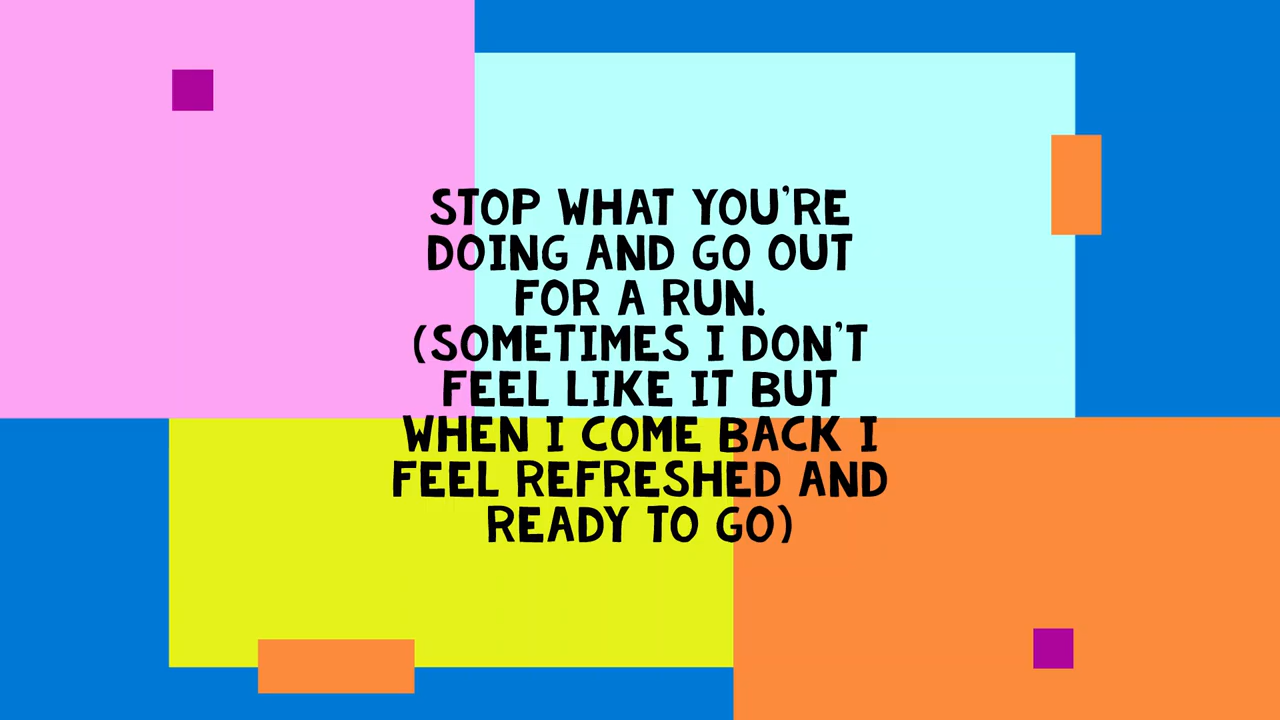 STOP WHAT YOU'RE
DOING AND GO OUT
FOR A RUN.
(SOMETIMES I DON'T
FEEL LIKE IT BUT
WHEN I COME BACK I
FEEL REFRESHED AND
READY TO GO)